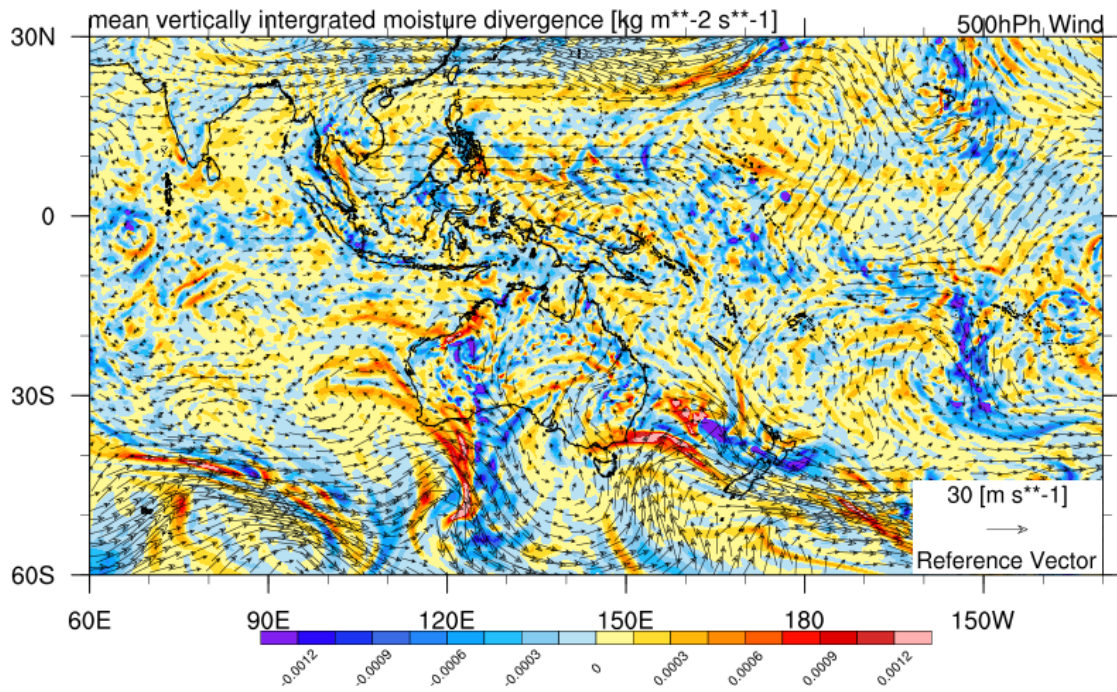 mean vertically intergrated moisture divergence [kg m**-2 s**-1]
500hPh Wind
30N
0
30S
60S
30 [m s**-1]
Reference Vector
60E
90E
120E
150E
180
150W
-0.0012
-0.0009
-0.0006
-0.0003
0
0.0003
0.0006
0.0009
0.0012